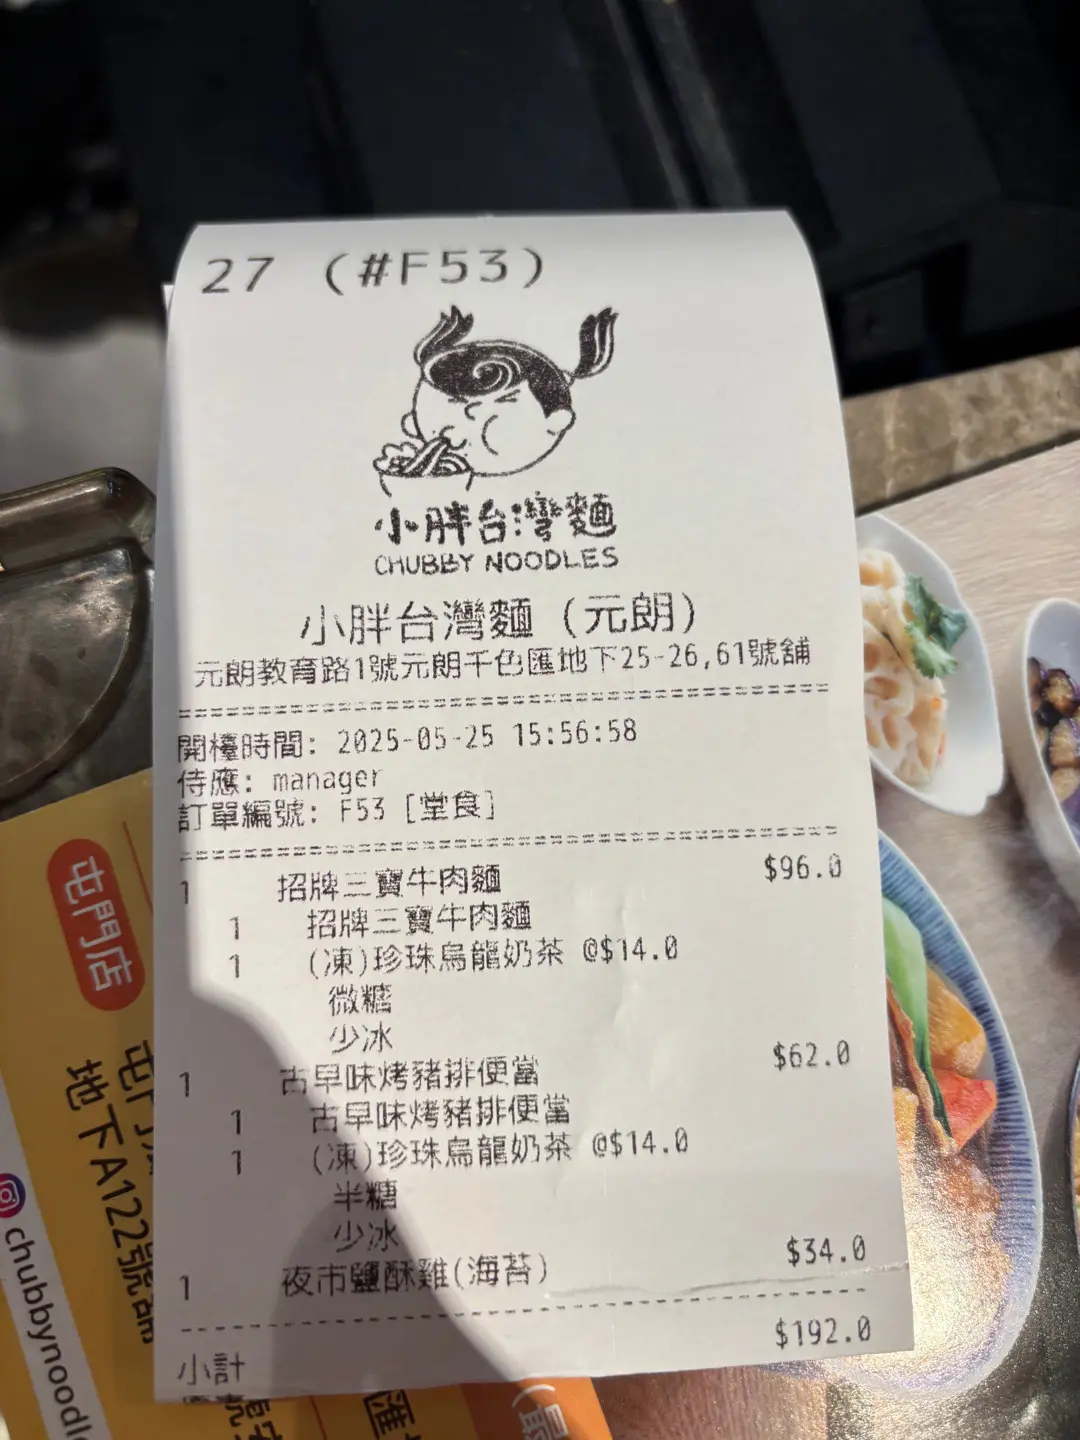 27 (#F53)
小胖台灣麵
CHUBBY NOODLES
小胖台灣麵 (元朗)
元朗教育路1號元朗千色匯地下25-26,61號舖
開檯時間: 2025-05-25 15:56:58
侍應: manager
訂單編號: F53 [堂食]
1 招牌三寶牛肉麵 $96.0
1 招牌三寶牛肉麵
1 (凍)珍珠烏龍奶茶 @$14.0
微糖
少冰
1 古早味烤豬排便當 $62.0
1 古早味烤豬排便當
1 (凍)珍珠烏龍奶茶 @$14.0
半糖
少冰
1 夜市鹽酥雞(海苔) $34.0
小計 $192.0
屯門店
屯門
地下A122號舖
chubbynoodle
匯